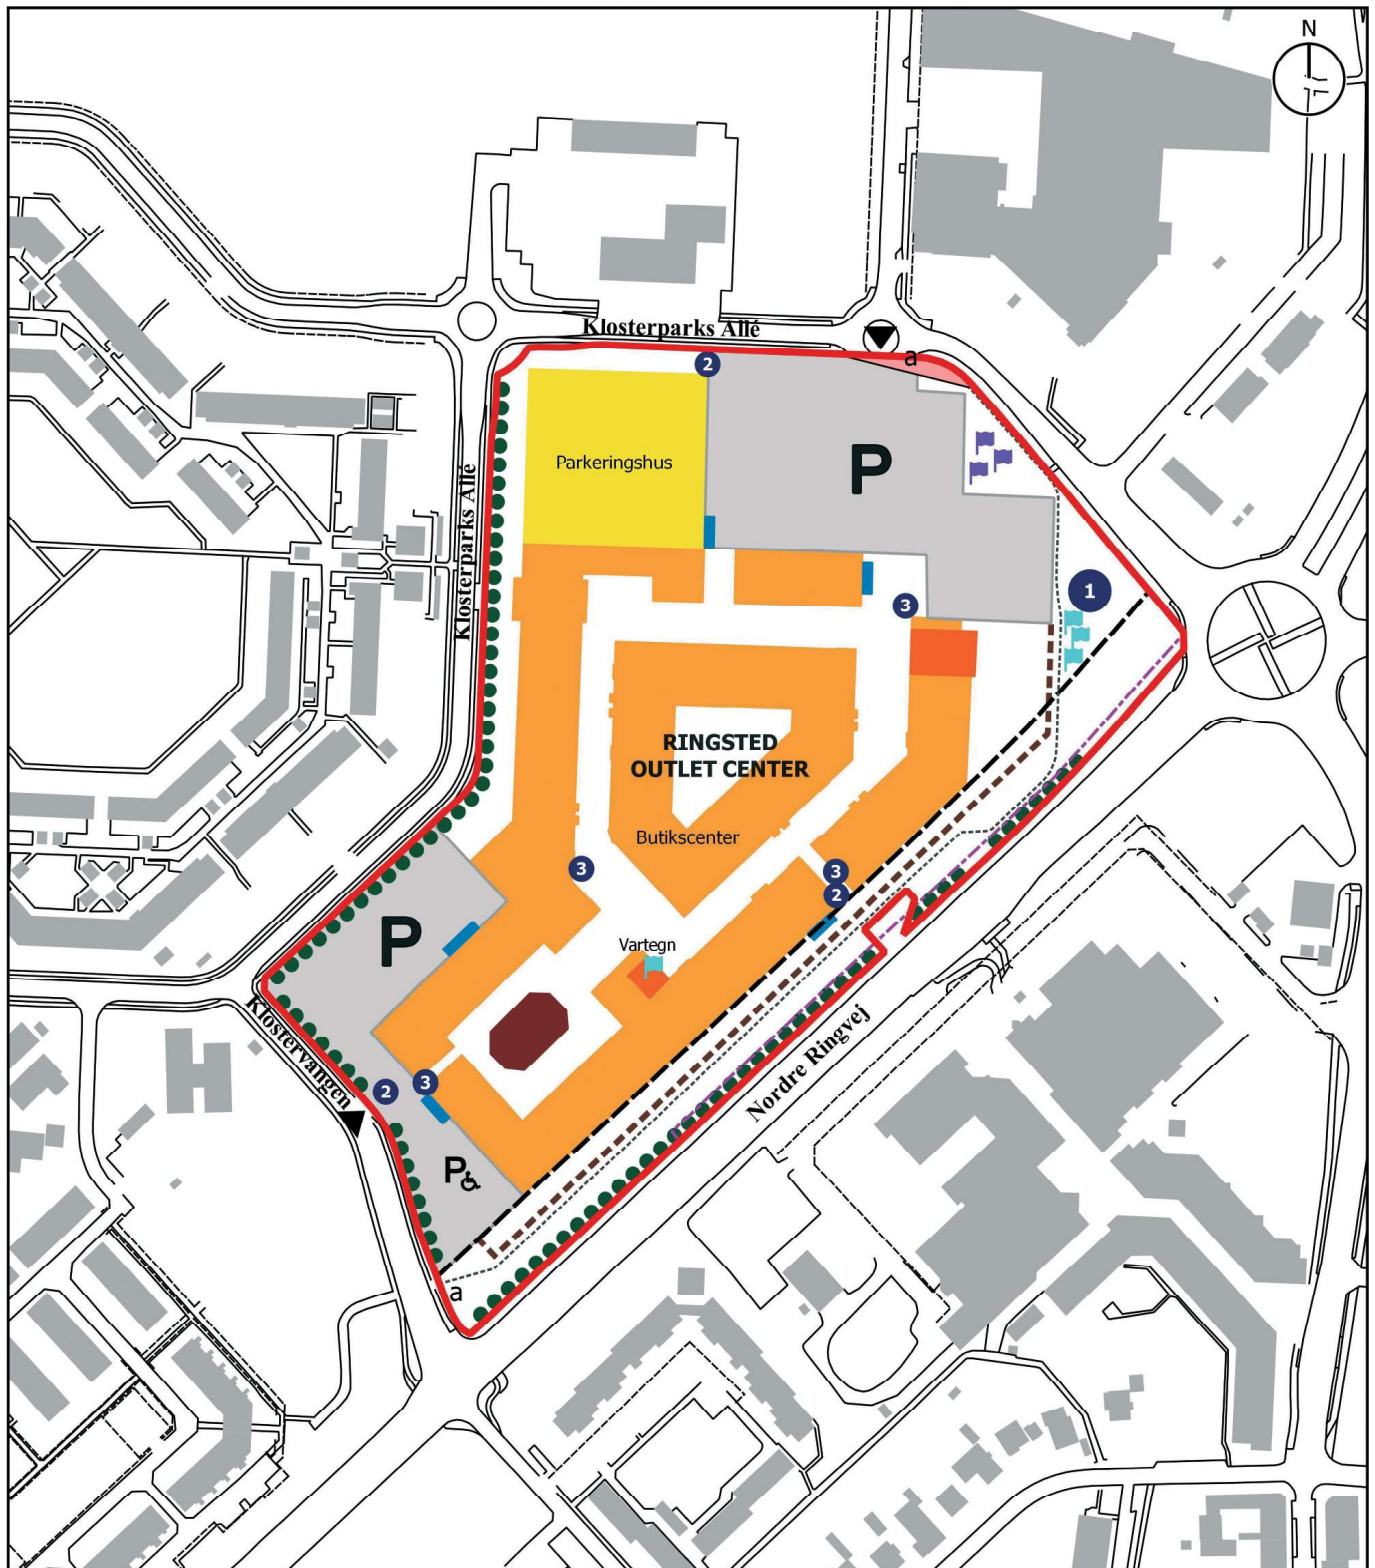 N
Klosterparks Allé
a
2
P
Parkeringshus
Klosterparks Allé
1
3
RINGSTED
OUTLET CENTER
Butikscenter
3
3
2
Vartegn
P
Klostervangen
2
3
Nordre Ringvej
P
a